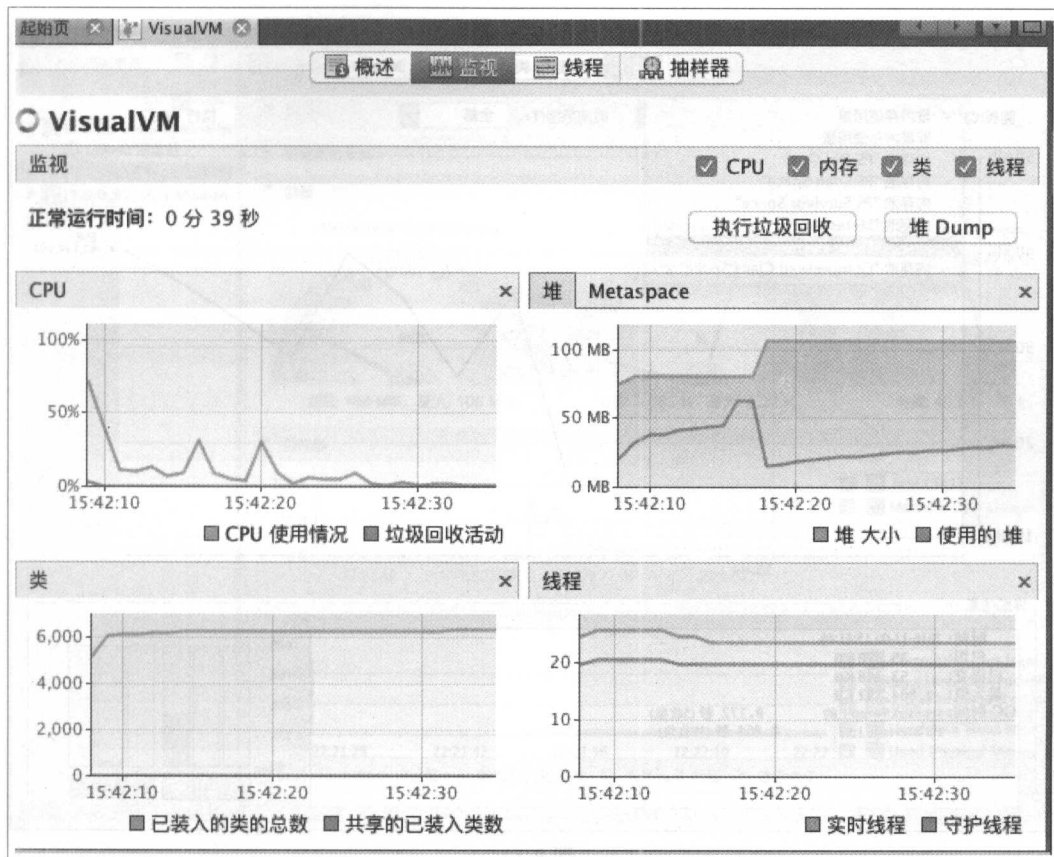 起始页 VisualVM
概述 监视 线程 抽样器
VisualVM
监视 CPU 内存 类 线程
正常运行时间：0 分 39 秒 执行垃圾回收 堆 Dump
CPU × 堆 Metaspace ×
100%
50%
0%
15:42:10 15:42:20 15:42:30
CPU 使用情况 垃圾回收活动
100 MB
50 MB
0 MB
15:42:10 15:42:20 15:42:30
堆 大小 使用的 堆
类 × 线程 ×
6,000
4,000
2,000
0
15:42:10 15:42:20 15:42:30
已装入的类的总数 共享的已装入类数
20
10
0
15:42:10 15:42:20 15:42:30
实时线程 守护线程